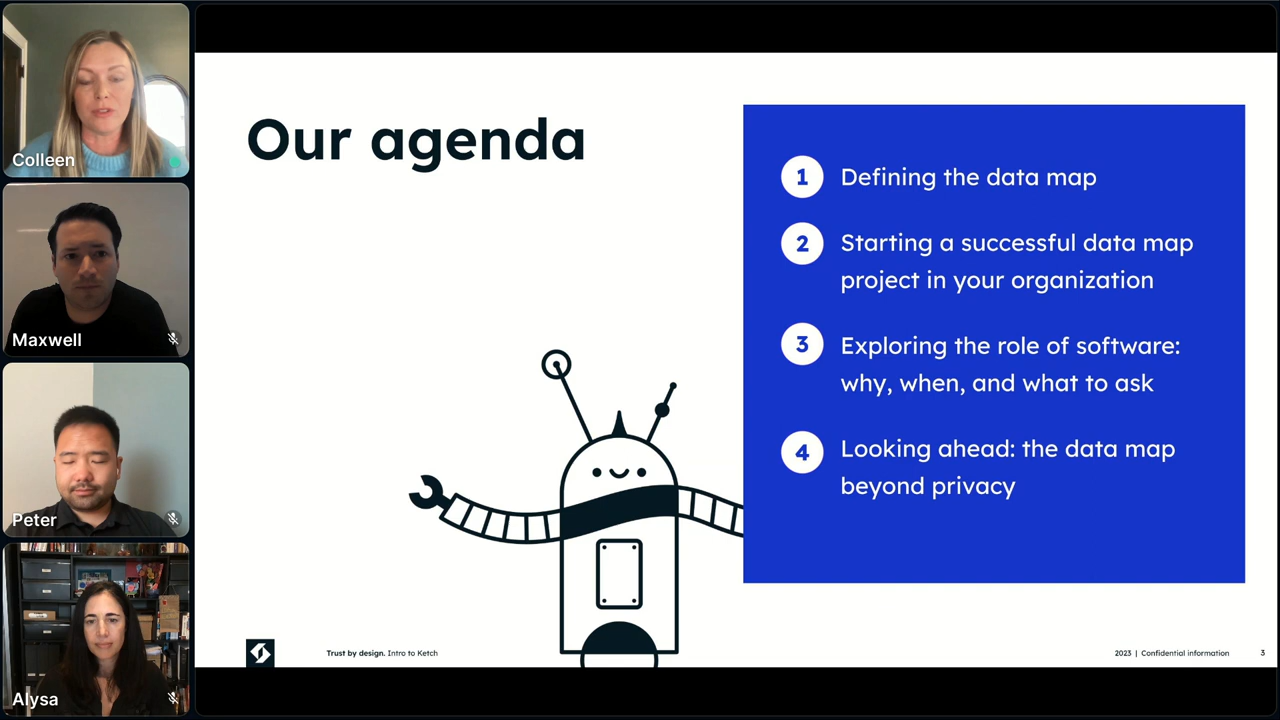 Colleen
Maxwell
Peter
Alysa
Our agenda
1 Defining the data map
2 Starting a successful data map
project in your organization
3 Exploring the role of software:
why, when, and what to ask
4 Looking ahead: the data map
beyond privacy
Trust by design. Intro to Ketch
2023 | Confidential information 3